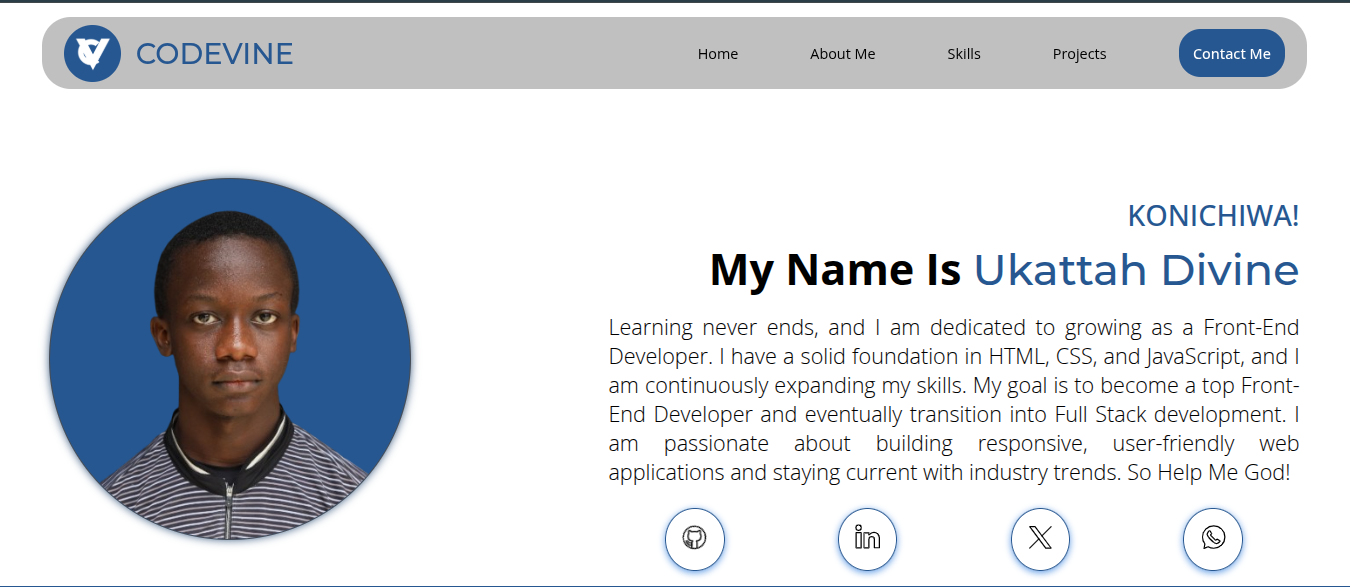 CODEVINE
Home
About Me
Skills
Projects
Contact Me
KONICHIWA!
My Name Is Ukattah Divine
Learning never ends, and I am dedicated to growing as a Front-End
Developer. I have a solid foundation in HTML, CSS, and JavaScript, and I
am continuously expanding my skills. My goal is to become a top Front-
End Developer and eventually transition into Full Stack development. I
am passionate about building responsive, user-friendly web
applications and staying current with industry trends. So Help Me God!
in